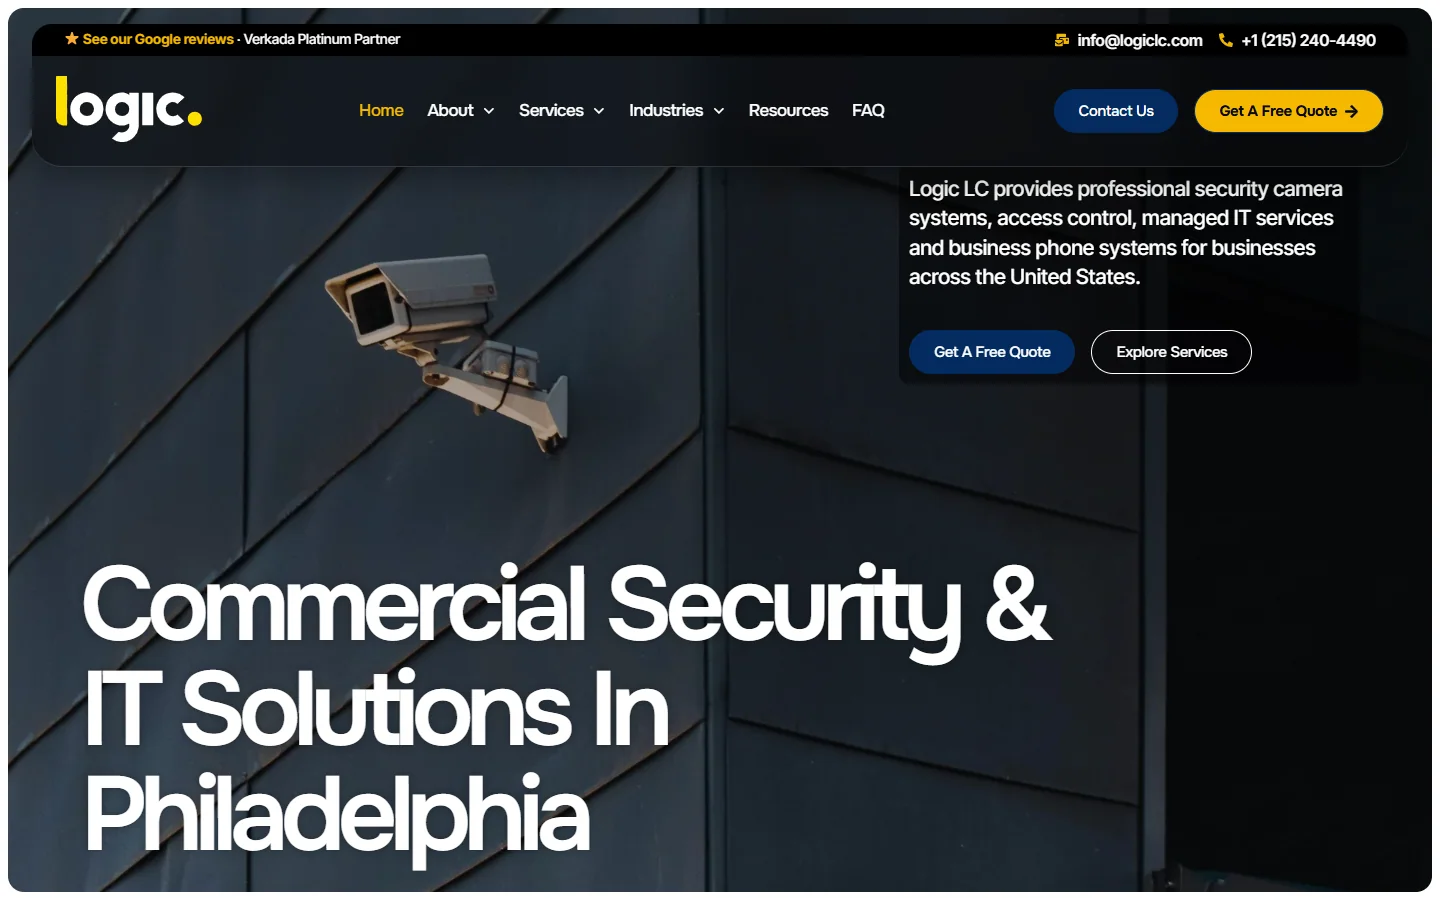 See our Google reviews · Verkada Platinum Partner
info@logiclc.com
+1 (215) 240-4490
logic.
Home
About
Services
Industries
Resources
FAQ
Contact Us
Get A Free Quote
Logic LC provides professional security camera
systems, access control, managed IT services
and business phone systems for businesses
across the United States.
Get A Free Quote
Explore Services
Commercial Security &
IT Solutions In
Philadelphia